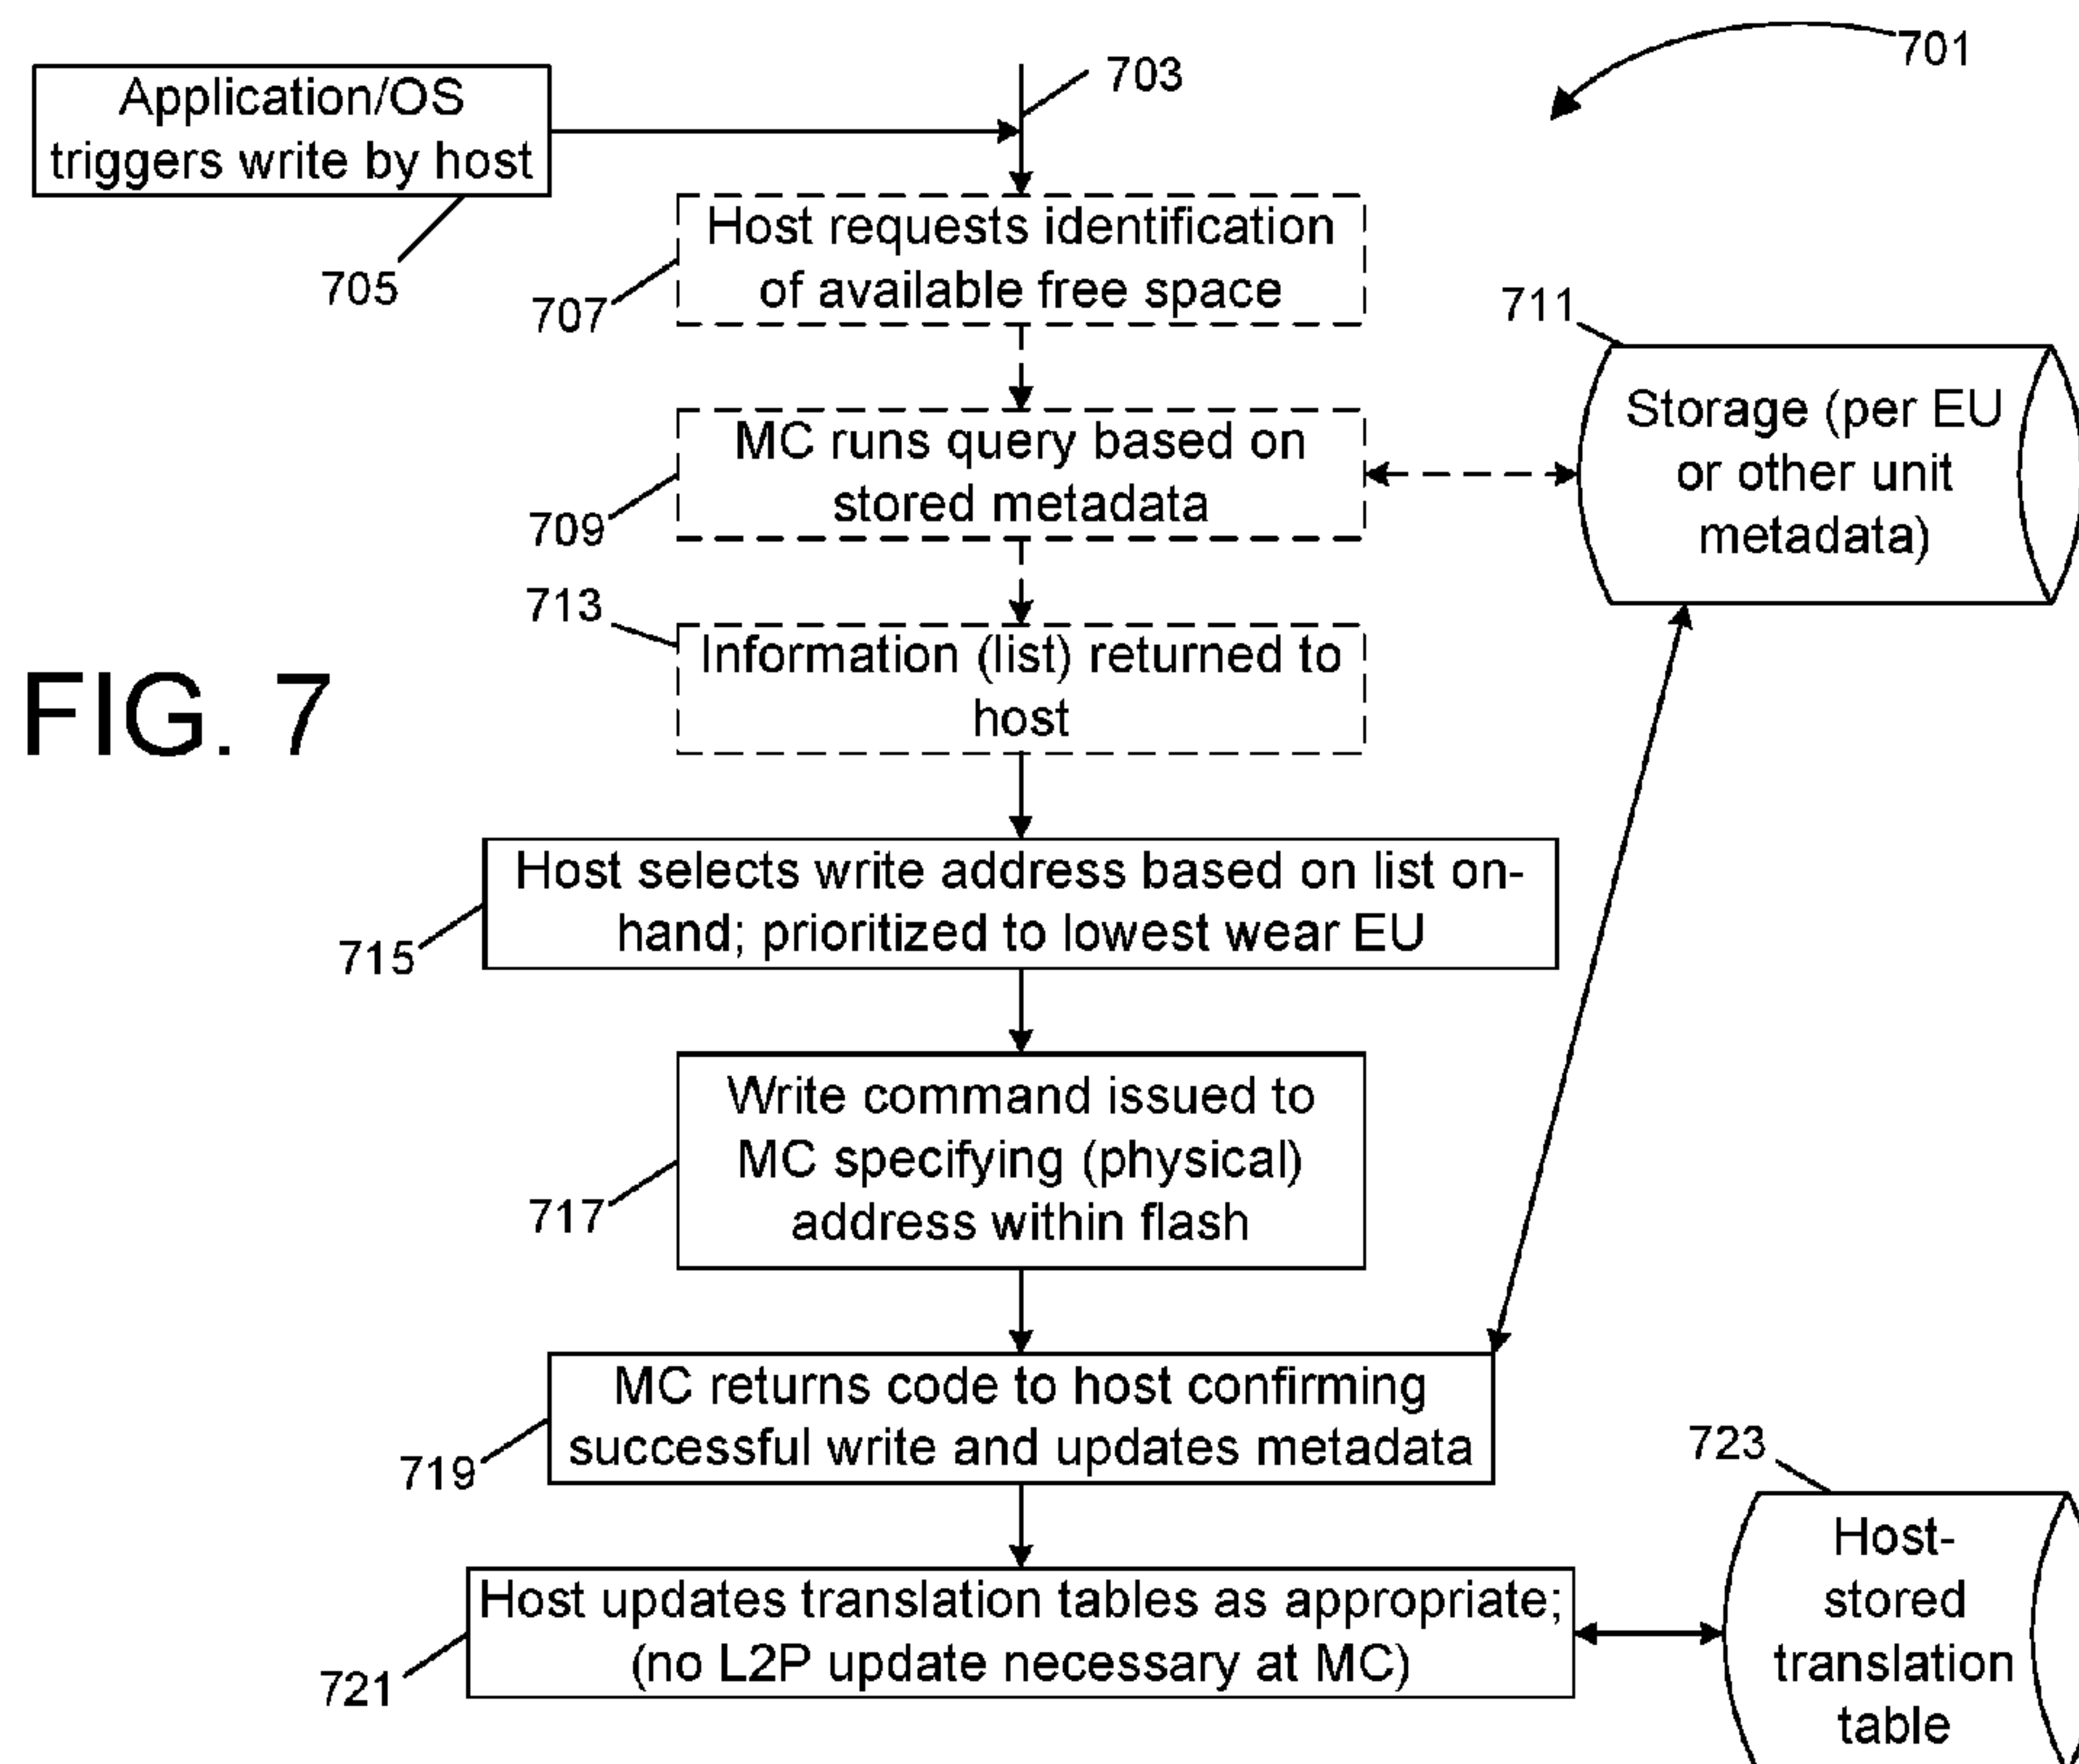 701
703
Application/OS
triggers write by host
705
Host requests identification
of available free space
707
711
Storage (per EU
or other unit
metadata)
MC runs query based on
stored metadata
709
713
Information (list) returned to
host
FIG. 7
Host selects write address based on list on-
hand; prioritized to lowest wear EU
715
Write command issued to
MC specifying (physical)
address within flash
717
MC returns code to host confirming
successful write and updates metadata
719
723
Host-
stored
translation
table
Host updates translation tables as appropriate;
(no L2P update necessary at MC)
721